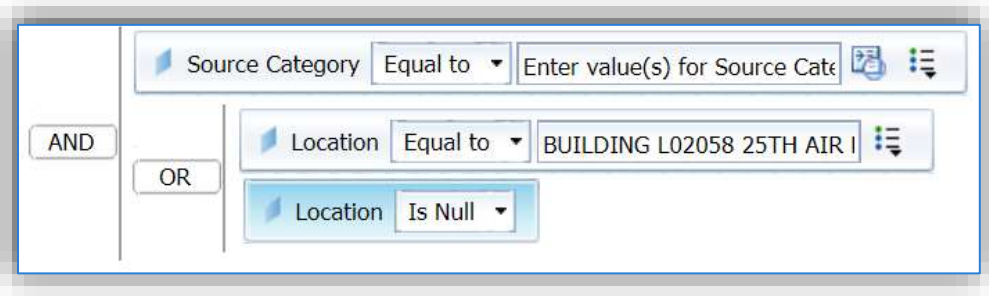 Source Category Equal to Enter value(s) for Source Cate
AND
Location Equal to BUILDING L02058 25TH AIR
OR
Location Is Null